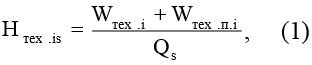 H тех .is = (W тех .i + W тех .п.i) / Q s , (1)